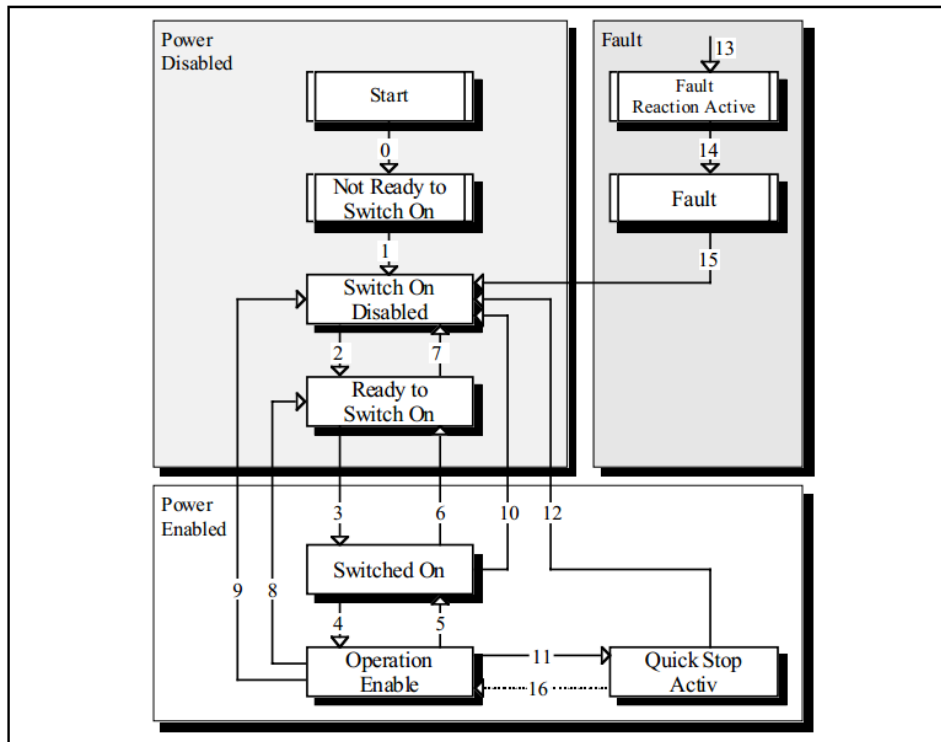 Power
Disabled
Start
0
Not Ready to
Switch On
1
Switch On
Disabled
2
7
Ready to
Switch On
Fault
13
Fault
Reaction Active
14
Fault
15
Power
Enabled
3
6
10
12
Switched On
9
8
4
5
Operation
Enable
11
16
Quick Stop
Activ